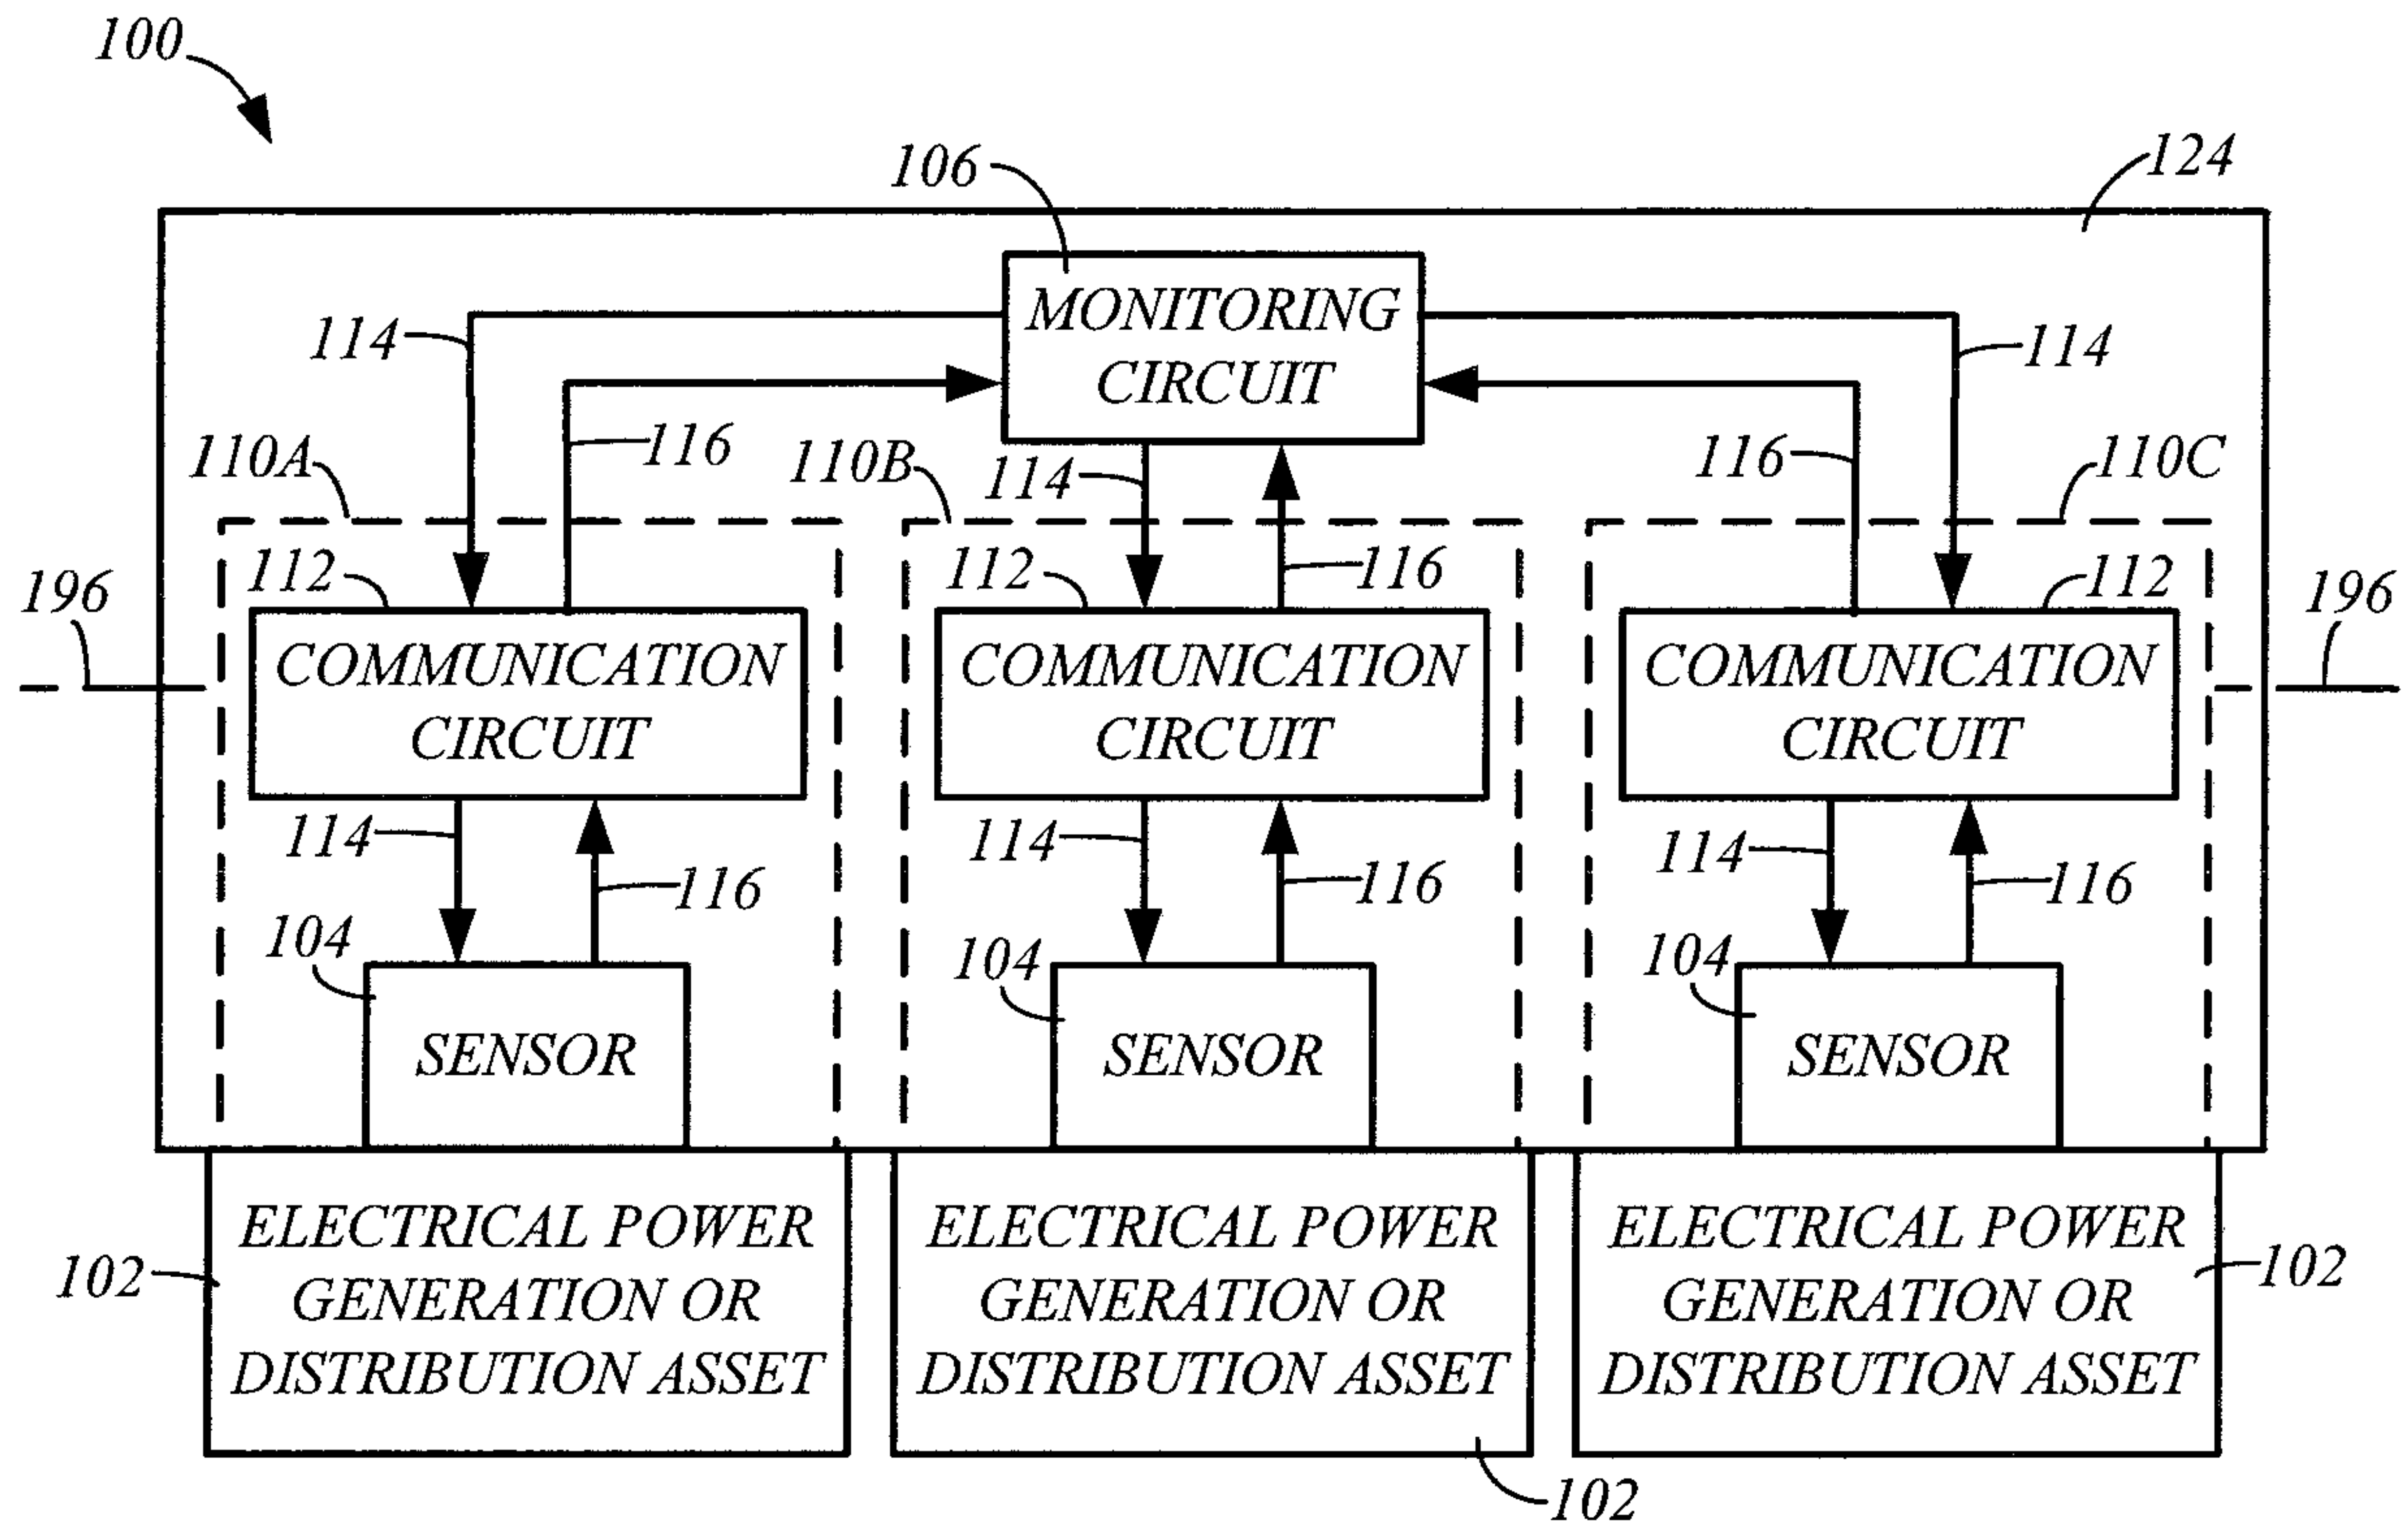 100
106
124
MONITORING
CIRCUIT
114
114
116
116
110A
110B
114
110C
112
112
116
112
196
196
COMMUNICATION
CIRCUIT
COMMUNICATION
CIRCUIT
COMMUNICATION
CIRCUIT
114
116
114
116
114
116
104
104
104
SENSOR
SENSOR
SENSOR
102
ELECTRICAL POWER
GENERATION OR
DISTRIBUTION ASSET
ELECTRICAL POWER
GENERATION OR
DISTRIBUTION ASSET
102
ELECTRICAL POWER
GENERATION OR
DISTRIBUTION ASSET
102